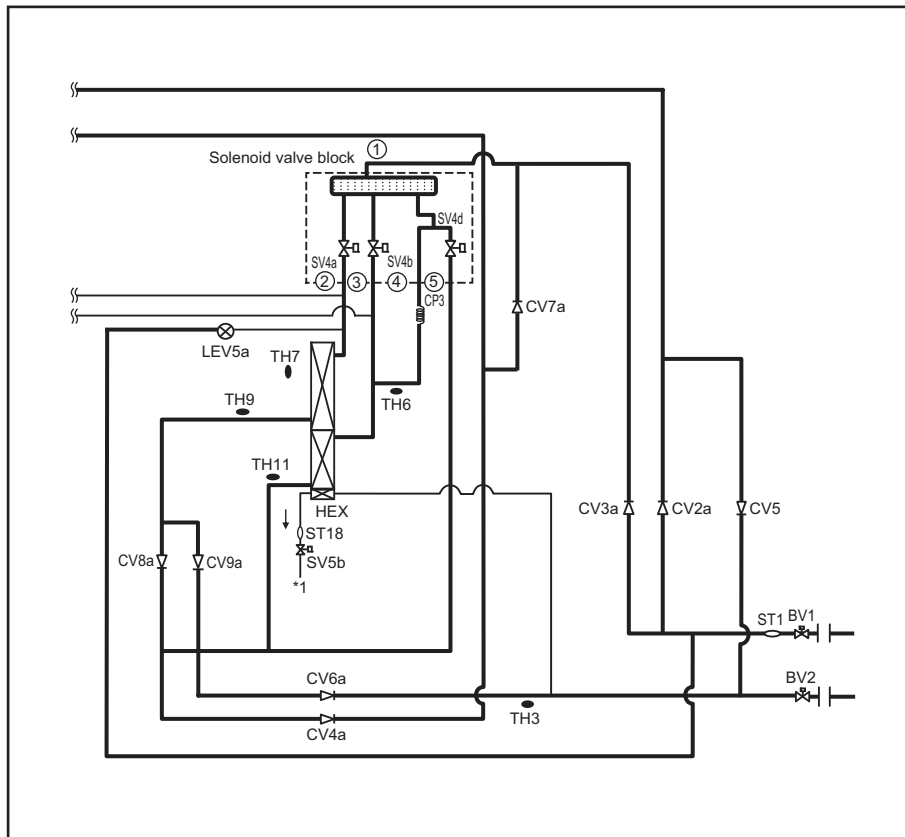 Solenoid valve block
①
SV4d
SV4a
SV4b
②
③
④
⑤
CP3
CV7a
LEV5a
TH7
TH6
TH9
TH11
HEX
CV3a
CV2a
CV5
ST18
CV8a
CV9a
SV5b
*1
ST1
BV1
CV6a
BV2
TH3
CV4a